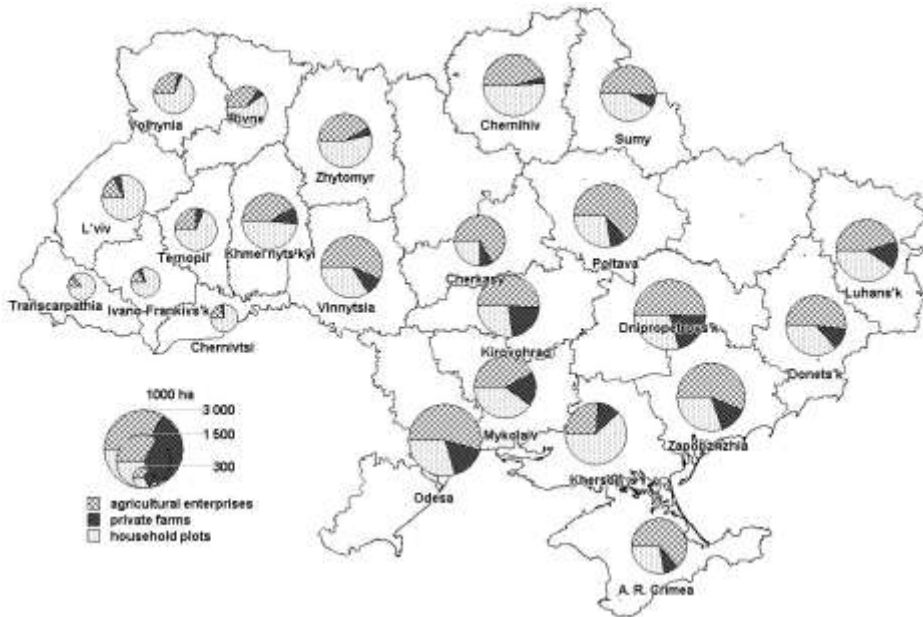 Chernihiv
Volhynia
Rivne
Sumy
Zhytomyr
L'viv
Ternopil'
Khmel'nyts'kyi
Poltava
Cherkasy
Luhans'k
Transcarpathia
Ivano-Frankivs'k
Vinnytsia
Chernivtsi
Dnipropetrovs'k
Kirovohrad
Donets'k
1000 ha
3 000
1 500
300
Mykolaiv
Zaporizhzhia
Odesa
Kherson
agricultural enterprises
private farms
household plots
A. R. Crimea